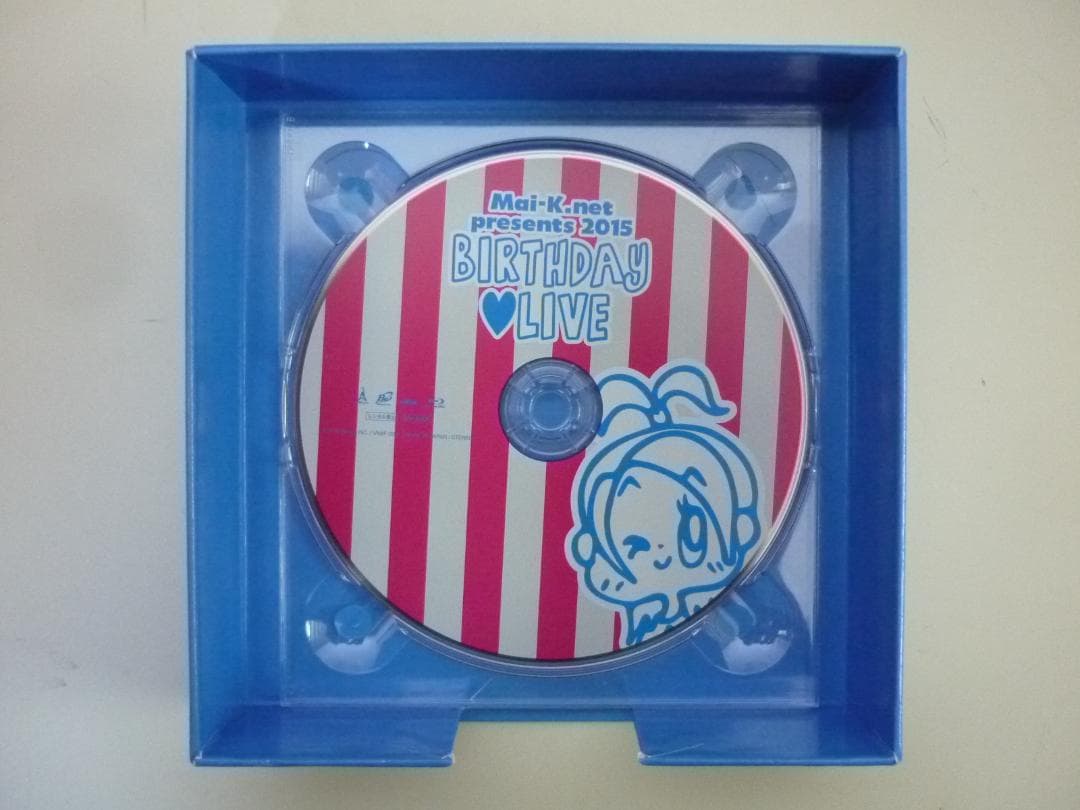 Mai-K.net
presents 2015
BIRTHDAY
LIVE